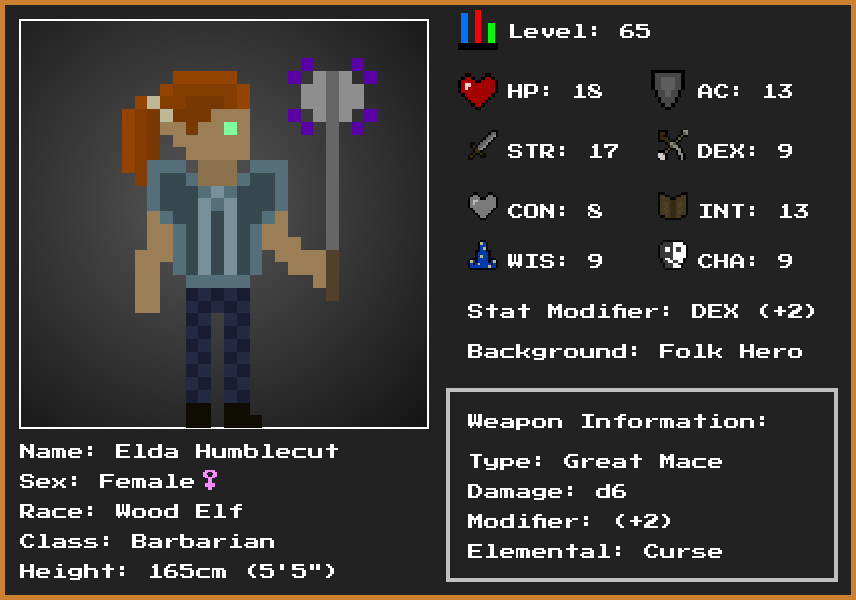 Level: 65
HP: 18 AC: 13
STR: 17 DEX: 9
CON: 8 INT: 13
WIS: 9 CHA: 9
Stat Modifier: DEX (+2)
Background: Folk Hero
Weapon Information:
Type: Great Mace
Damage: d6
Modifier: (+2)
Elemental: Curse
Name: Elda Humblecut
Sex: Female♀
Race: Wood Elf
Class: Barbarian
Height: 165cm (5'5")